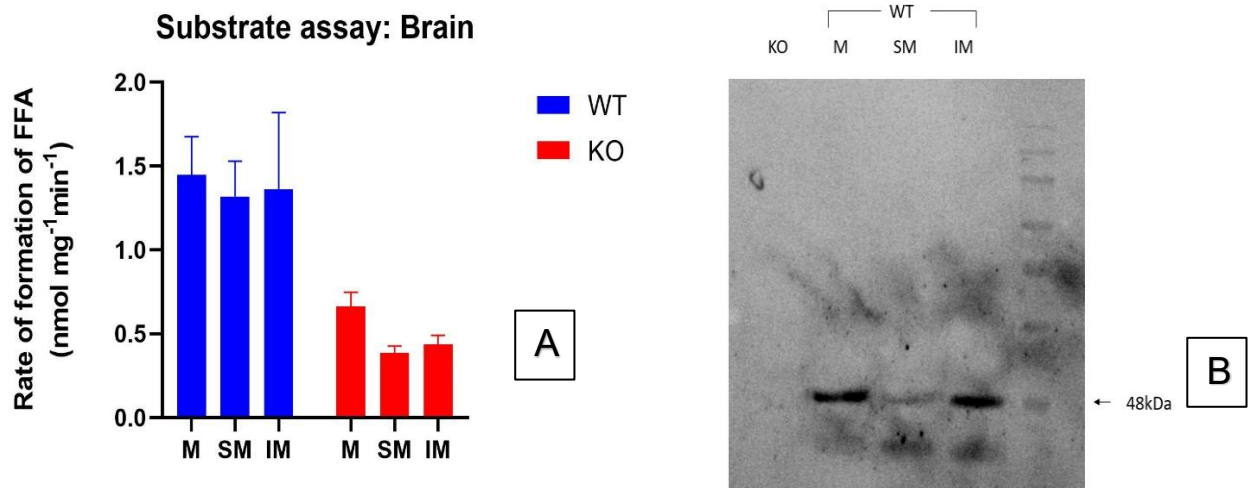 Substrate assay: Brain
Rate of formation of FFA
(nmol mg⁻¹min⁻¹)
2.0
1.5
1.0
0.5
0.0
M SM IM M SM IM
WT
KO
A
WT
KO M SM IM
48kDa
B